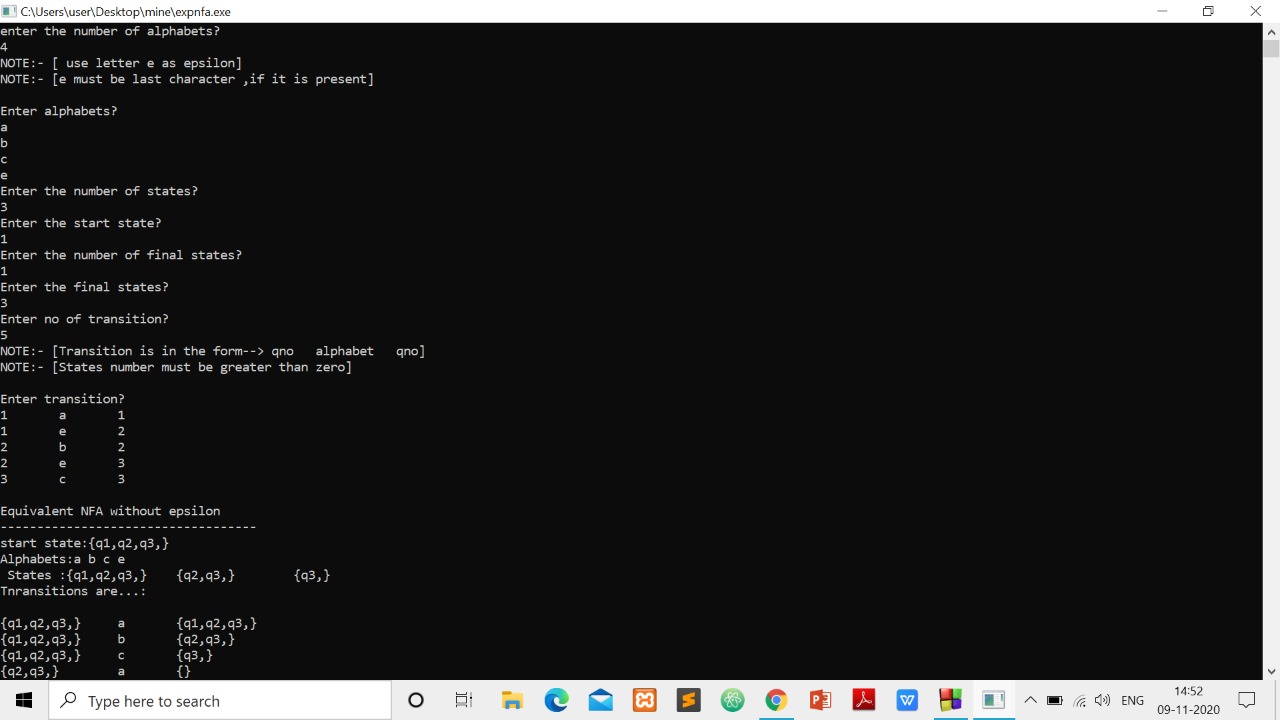 C:\Users\user\Desktop\mine\expnfa.exe
enter the number of alphabets?
4
NOTE:- [ use letter e as epsilon]
NOTE:- [e must be last character ,if it is present]
Enter alphabets?
a
b
c
e
Enter the number of states?
3
Enter the start state?
1
Enter the number of final states?
1
Enter the final states?
3
Enter no of transition?
5
NOTE:- [Transition is in the form--> qno   alphabet   qno]
NOTE:- [States number must be greater than zero]
Enter transition?
1       a       1
1       e       2
2       b       2
2       e       3
3       c       3
Equivalent NFA without epsilon
-----------------------------------
start state:{q1,q2,q3,}
Alphabets:a b c e
 States :{q1,q2,q3,}    {q2,q3,}        {q3,}
Tnransitions are...:
{q1,q2,q3,}     a       {q1,q2,q3,}
{q1,q2,q3,}     b       {q2,q3,}
{q1,q2,q3,}     c       {q3,}
{q2,q3,}        a       {}
Type here to search
ENG
14:52
09-11-2020